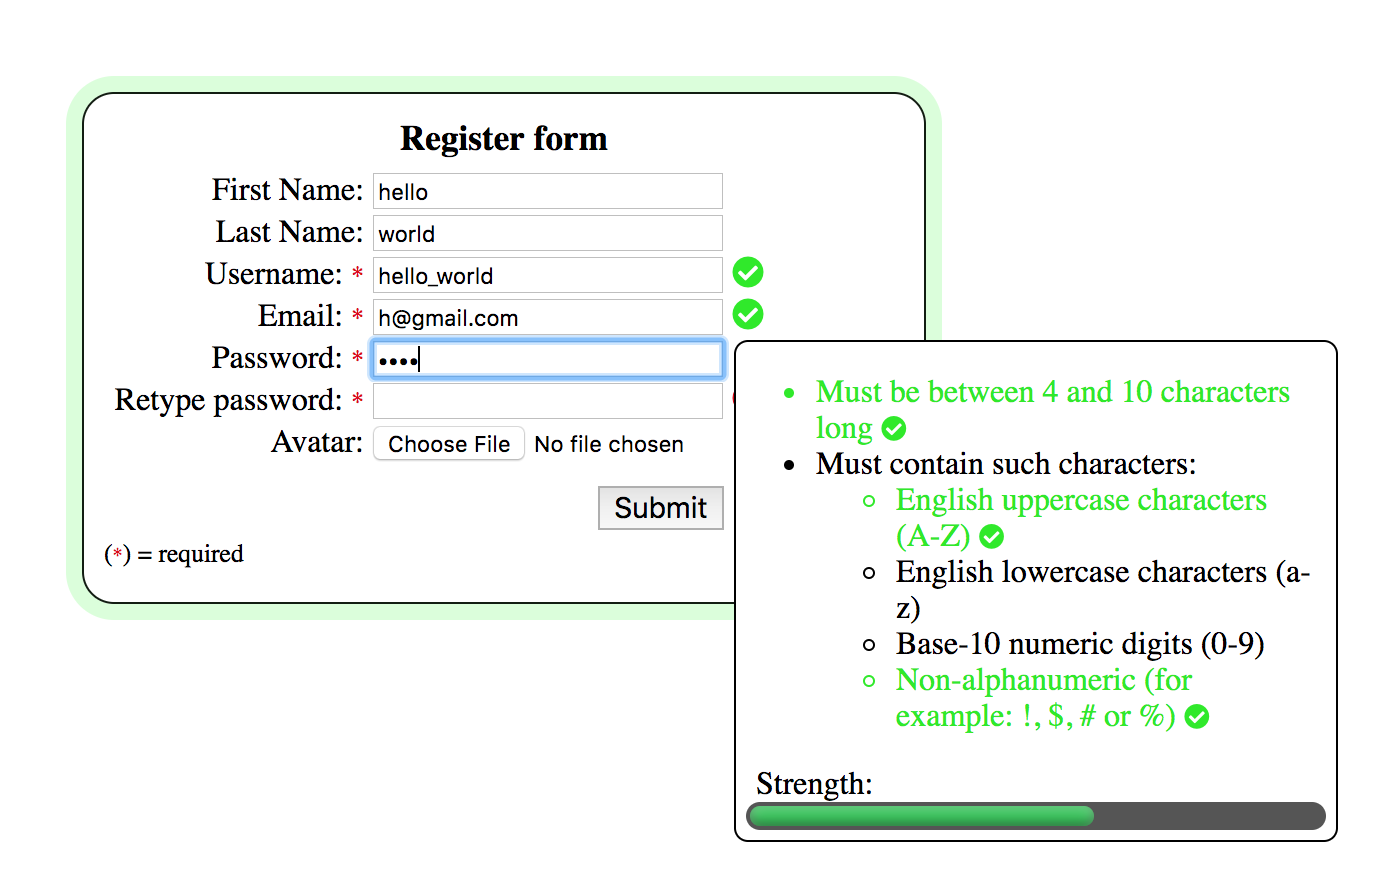 Register form
First Name: hello
Last Name: world
Username: * hello_world
Email: * h@gmail.com
Password: * ••••
Retype password: *
Avatar: Choose File No file chosen
Submit
(*) = required
Must be between 4 and 10 characters
long
Must contain such characters:
English uppercase characters
(A-Z)
English lowercase characters (a-
z)
Base-10 numeric digits (0-9)
Non-alphanumeric (for
example: !, $, # or %)
Strength: